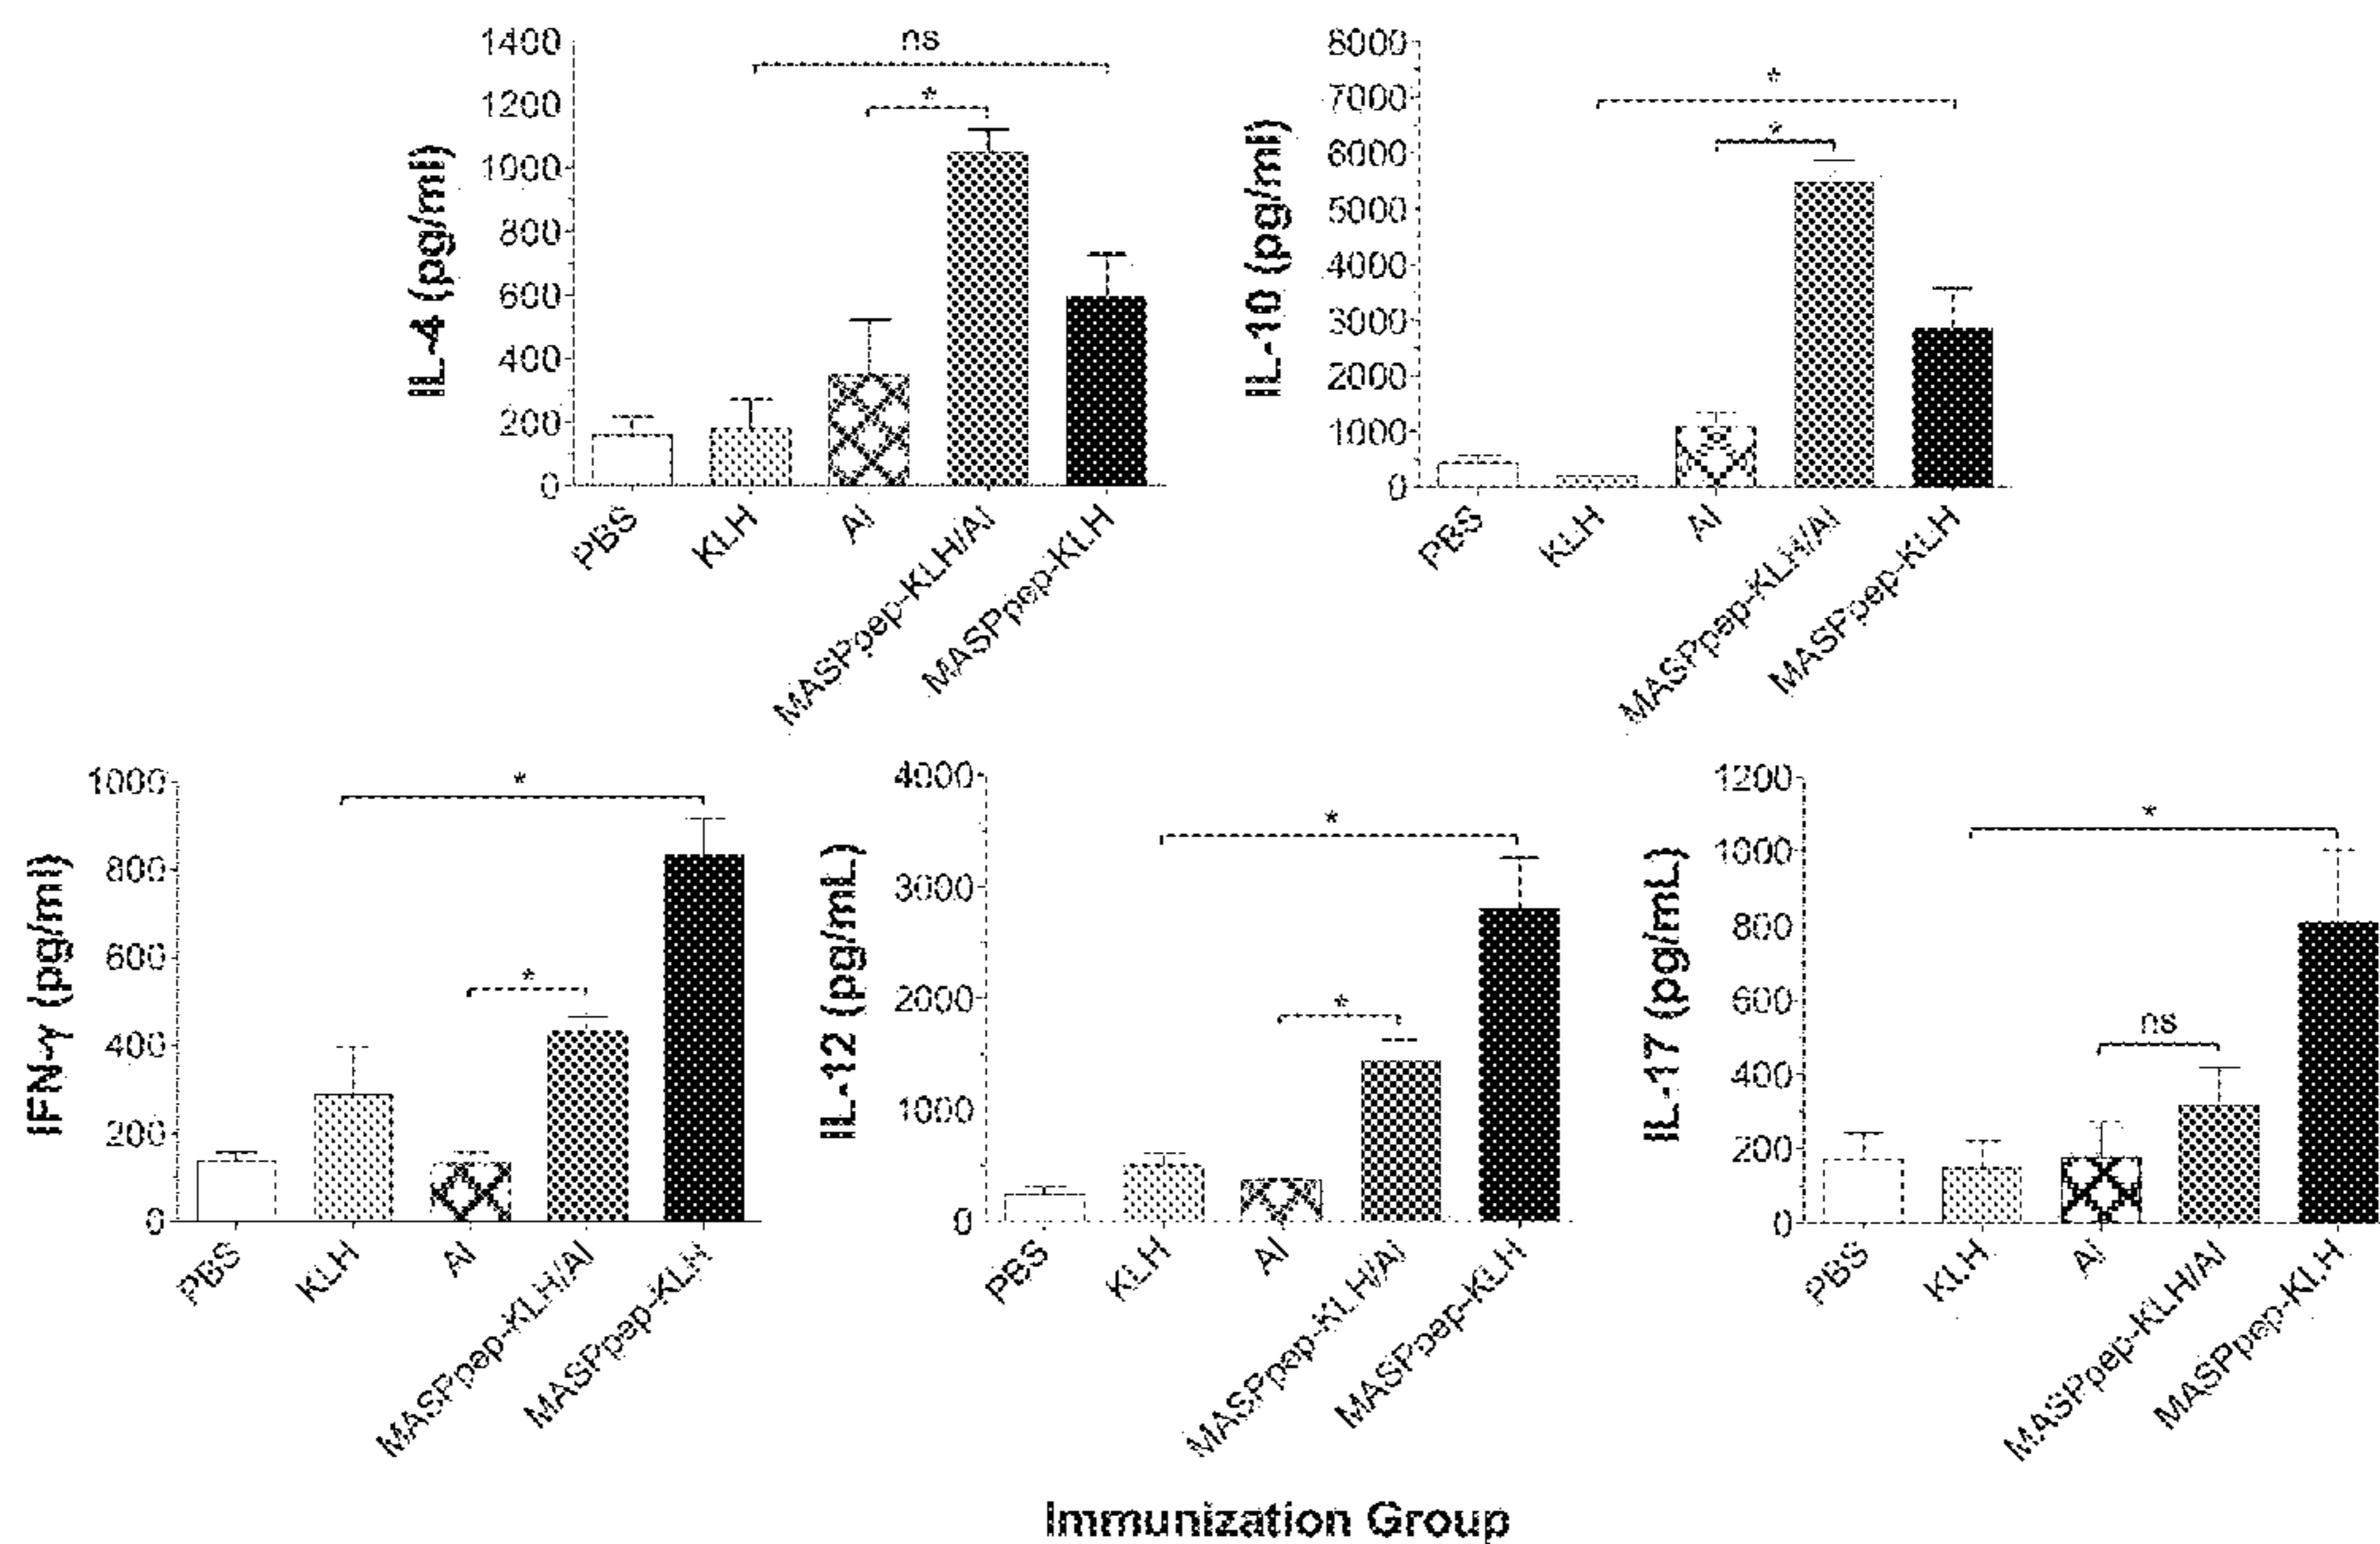 ns
*
IL-4 (pg/ml)
1400
1200
1000
800
600
400
200
0
PBS
KLH
Al
MASPpep-KLH/Al
MASPpep-KLH
*
*
IL-10 (pg/ml)
8000
7000
6000
5000
4000
3000
2000
1000
0
PBS
KLH
Al
MASPpep-KLH/Al
MASPpep-KLH
*
*
IFN-γ (pg/ml)
1000
800
600
400
200
0
PBS
KLH
Al
MASPpep-KLH/Al
MASPpep-KLH
*
*
IL-12 (pg/mL)
4000
3000
2000
1000
0
PBS
KLH
Al
MASPpep-KLH/Al
MASPpep-KLH
*
ns
IL-17 (pg/mL)
1200
1000
800
600
400
200
0
PBS
KLH
Al
MASPpep-KLH/Al
MASPpep-KLH
Immunization Group